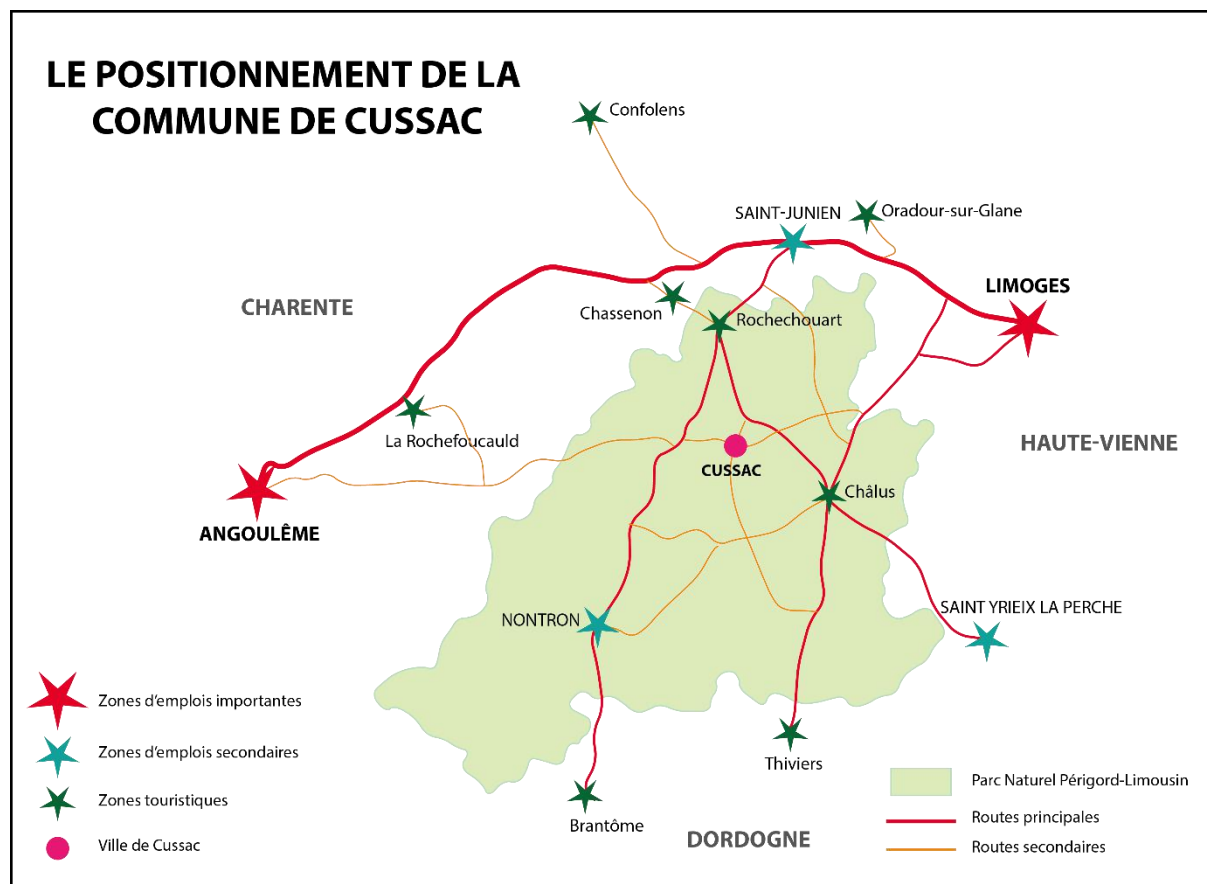 LE POSITIONNEMENT DE LA
COMMUNE DE CUSSAC
Confolens
SAINT-JUNIEN
Oradour-sur-Glane
LIMOGES
CHARENTE
Chassenon
Rochechouart
La Rochefoucauld
HAUTE-VIENNE
CUSSAC
Châlus
ANGOULÊME
NONTRON
SAINT YRIEIX LA PERCHE
Thiviers
Brantôme
DORDOGNE
Zones d'emplois importantes
Zones d'emplois secondaires
Zones touristiques
Ville de Cussac
Parc Naturel Périgord-Limousin
Routes principales
Routes secondaires